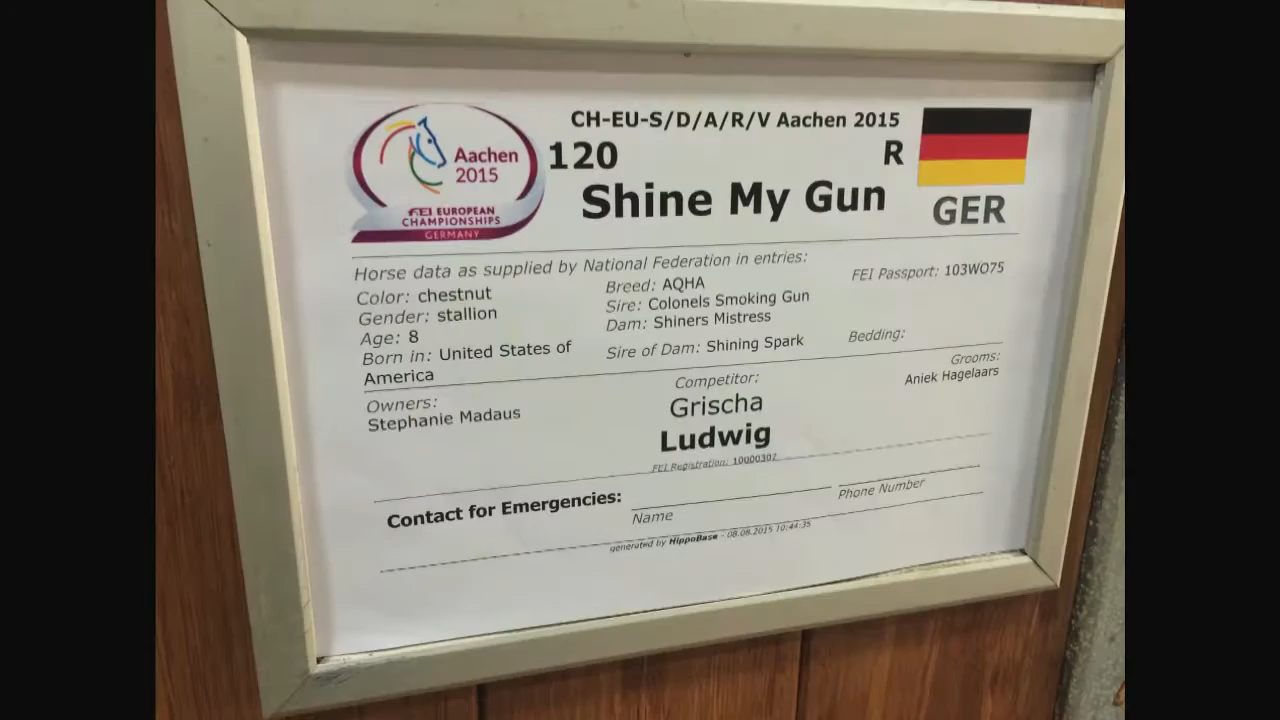 CH-EU-S/D/A/R/V Aachen 2015
Aachen
2015
FEI EUROPEAN
CHAMPIONSHIPS
GERMANY
120
R
Shine My Gun
GER
Horse data as supplied by National Federation in entries:
Color: chestnut
Gender: stallion
Age: 8
Born in: United States of
America
Breed: AQHA
Sire: Colonels Smoking Gun
Dam: Shiners Mistress
Sire of Dam: Shining Spark
FEI Passport: 103WO75
Bedding:
Owners:
Stephanie Madaus
Competitor:
Grischa
Ludwig
FEI Registration: 10000307
Grooms:
Aniek Hagelaars
Contact for Emergencies:
Name
Phone Number
generated by HippoBase - 08.08.2015 10:44:35